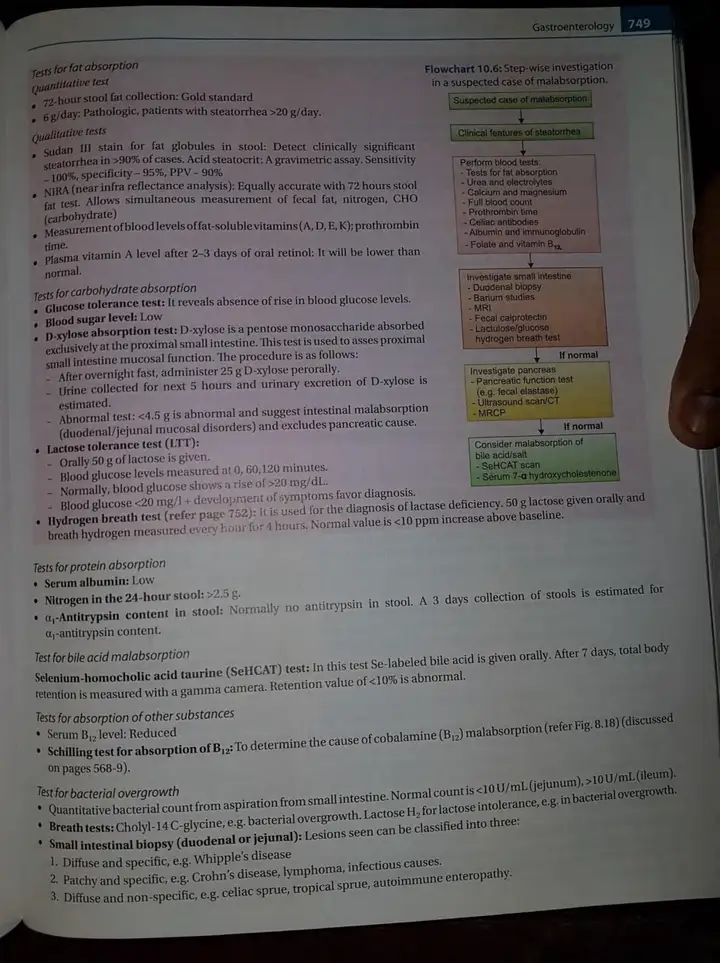 Gastroenterology 749
Tests for fat absorption
Quantitative test
• 72-hour stool fat collection: Gold standard
• 6 g/day: Pathologic, patients with steatorrhea >20 g/day.
Qualitative tests
• Sudan III stain for fat globules in stool: Detect clinically significant
steatorrhea in >90% of cases. Acid steatocrit: A gravimetric assay. Sensitivity
– 100%, specificity – 95%, PPV – 90%
• NIRA (near infra reflectance analysis): Equally accurate with 72 hours stool
fat test. Allows simultaneous measurement of fecal fat, nitrogen, CHO
(carbohydrate)
• Measurement of blood levels of fat-soluble vitamins (A, D, E, K); prothrombin
time.
• Plasma vitamin A level after 2–3 days of oral retinol: It will be lower than
normal.
Tests for carbohydrate absorption
• Glucose tolerance test: It reveals absence of rise in blood glucose levels.
• Blood sugar level: Low
• D-xylose absorption test: D-xylose is a pentose monosaccharide absorbed
exclusively at the proximal small intestine. This test is used to asses proximal
small intestine mucosal function. The procedure is as follows:
– After overnight fast, administer 25 g D-xylose perorally.
– Urine collected for next 5 hours and urinary excretion of D-xylose is
estimated.
– Abnormal test: <4.5 g is abnormal and suggest intestinal malabsorption
(duodenal/jejunal mucosal disorders) and excludes pancreatic cause.
• Lactose tolerance test (LTT):
– Orally 50 g of lactose is given.
– Blood glucose levels measured at 0, 60,120 minutes.
– Normally, blood glucose shows a rise of >20 mg/dL.
– Blood glucose <20 mg/l + development of symptoms favor diagnosis.
• Hydrogen breath test (refer page 752): It is used for the diagnosis of lactase deficiency. 50 g lactose given orally and
breath hydrogen measured every hour for 4 hours. Normal value is <10 ppm increase above baseline.
Flowchart 10.6: Step-wise investigation
in a suspected case of malabsorption.
Suspected case of malabsorption
Clinical features of steatorrhea
Perform blood tests:
- Tests for fat absorption
- Urea and electrolytes
- Calcium and magnesium
- Full blood count
- Prothrombin time
- Celiac antibodies
- Albumin and immunoglobulin
- Folate and vitamin B12
Investigate small intestine
- Duodenal biopsy
- Barium studies
- MRI
- Fecal calprotectin
- Lactulose/glucose
hydrogen breath test
If normal
Investigate pancreas
- Pancreatic function test
(e.g. fecal elastase)
- Ultrasound scan/CT
- MRCP
If normal
Consider malabsorption of
bile acid/salt
- SeHCAT scan
- Serum 7-α hydroxycholestenone
Tests for protein absorption
• Serum albumin: Low
• Nitrogen in the 24-hour stool: >2.5 g.
• α1-Antitrypsin content in stool: Normally no antitrypsin in stool. A 3 days collection of stools is estimated for
α1-antitrypsin content.
Test for bile acid malabsorption
Selenium-homocholic acid taurine (SeHCAT) test: In this test Se-labeled bile acid is given orally. After 7 days, total body
retention is measured with a gamma camera. Retention value of <10% is abnormal.
Tests for absorption of other substances
• Serum B12 level: Reduced
• Schilling test for absorption of B12: To determine the cause of cobalamine (B12) malabsorption (refer Fig. 8.18) (discussed
on pages 568-9).
Test for bacterial overgrowth
• Quantitative bacterial count from aspiration from small intestine. Normal count is <10 U/mL (jejunum), >10 U/mL (ileum).
• Breath tests: Cholyl-14 C-glycine, e.g. bacterial overgrowth. Lactose H2 for lactose intolerance, e.g. in bacterial overgrowth.
• Small intestinal biopsy (duodenal or jejunal): Lesions seen can be classified into three:
1. Diffuse and specific, e.g. Whipple's disease
2. Patchy and specific, e.g. Crohn's disease, lymphoma, infectious causes.
3. Diffuse and non-specific, e.g. celiac sprue, tropical sprue, autoimmune enteropathy.